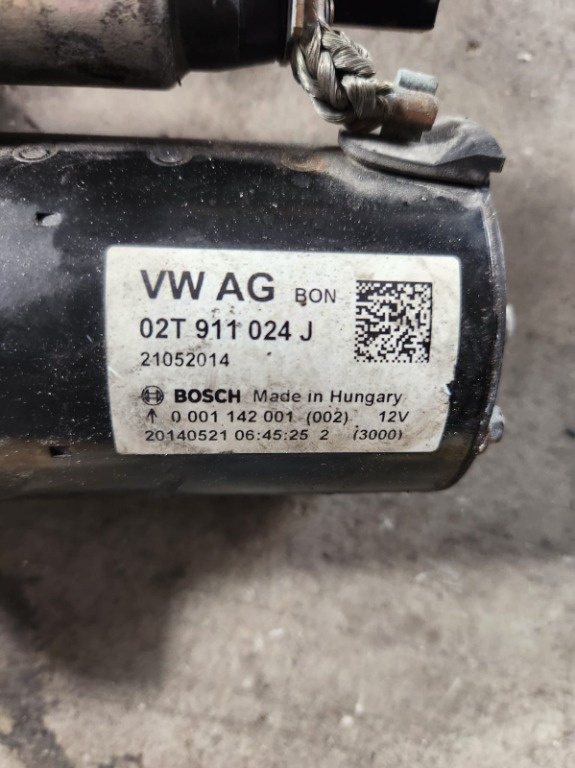 VW AG BON
02T 911 024 J
21052014
BOSCH Made in Hungary
0 001 142 001 (002) 12V
20140521 06:45:25 2 (3000)